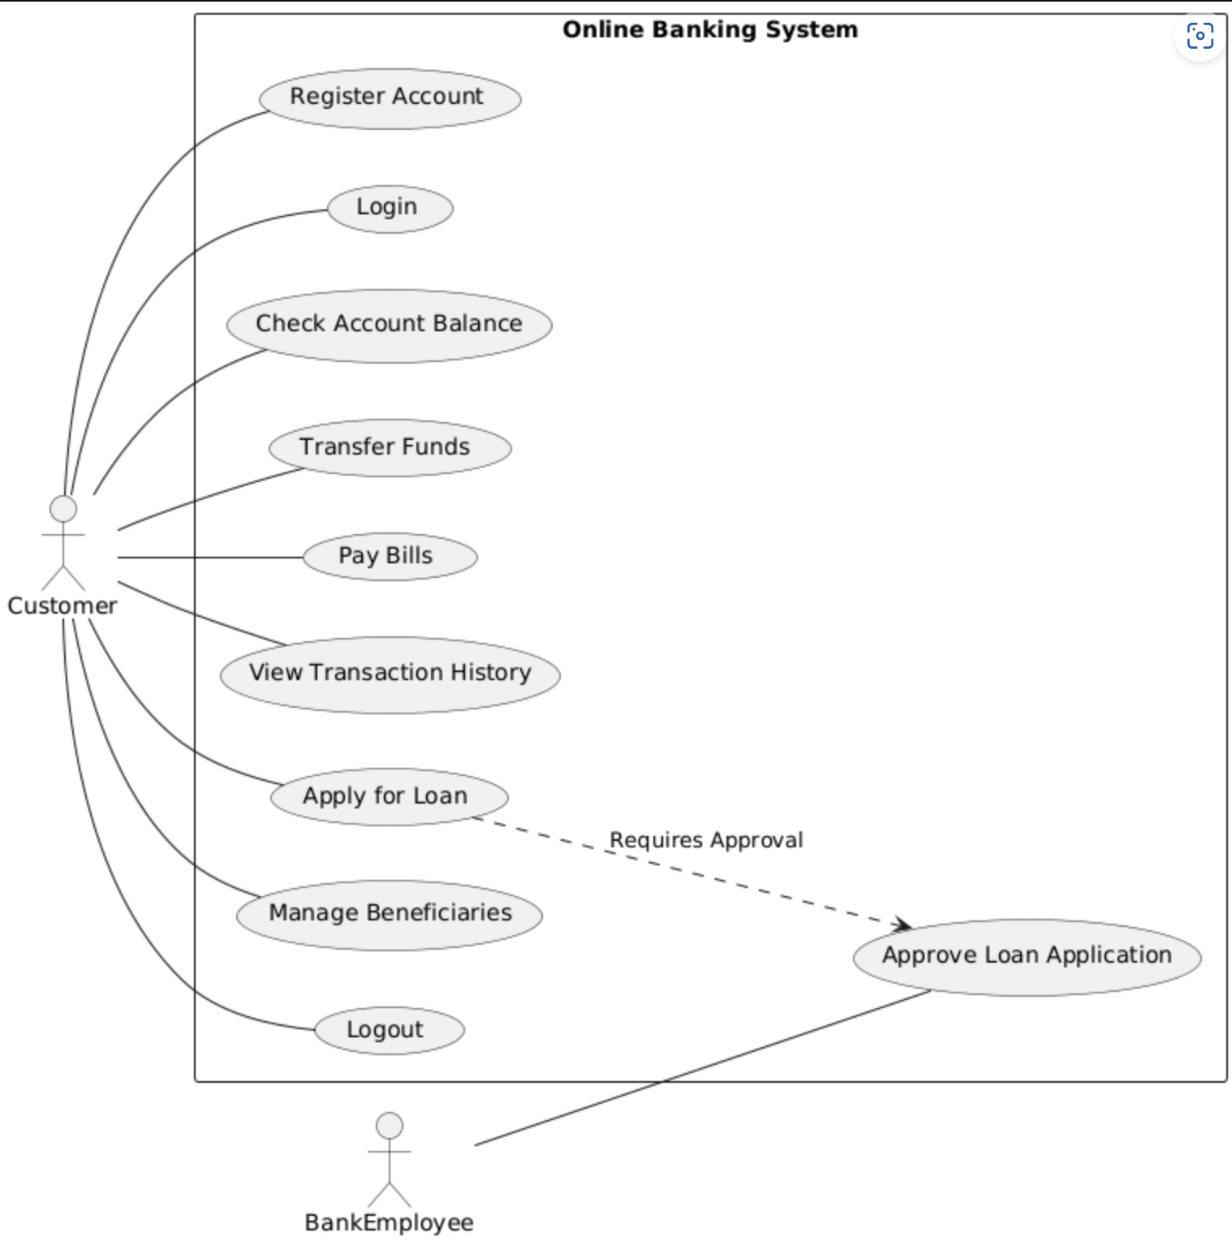 Online Banking System
Register Account
Login
Check Account Balance
Transfer Funds
Pay Bills
Customer
View Transaction History
Apply for Loan
Requires Approval
Manage Beneficiaries
Approve Loan Application
Logout
BankEmployee